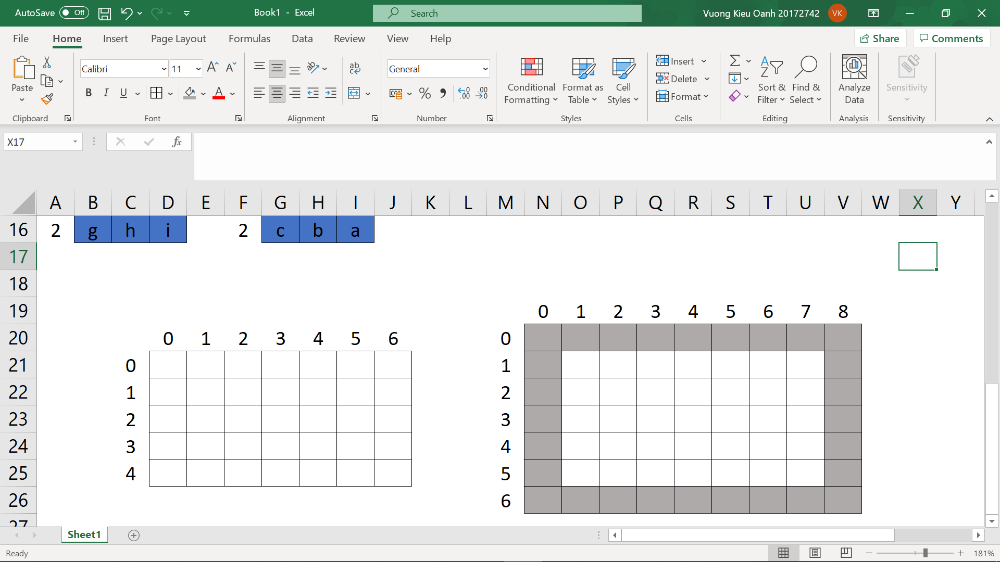 AutoSave Off Book1 - Excel Search Vuong Kieu Oanh 20172742 VK
File Home Insert Page Layout Formulas Data Review View Help Share Comments
Paste
Clipboard
Calibri 11
B I U A
Font
ab
c
Alignment
General
% .00
Number
Conditional Formatting
Format as Table
Cell Styles
Styles
Insert
Delete
Format
Cells
Sort & Filter
Find & Select
Editing
Analyze Data
Analysis
Sensitivity
Sensitivity
X17 fx
A B C D E F G H I J K L M N O P Q R S T U V W X Y
16 2 g h i 2 c b a
17
18
19 0 1 2 3 4 5 6 7 8
20 0 1 2 3 4 5 6 0
21 0 1
22 1 2
23 2 3
24 3 4
25 4 5
26 6
27
Sheet1
Ready 181%